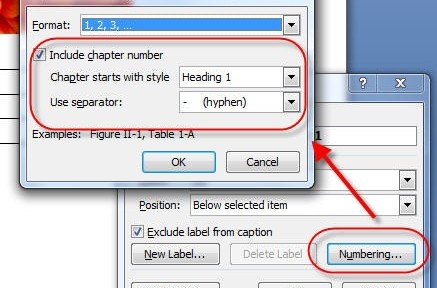 Format: 1, 2, 3, ...
Include chapter number
Chapter starts with style Heading 1
Use separator: - (hyphen)
Examples: Figure II-1, Table 1-A
OK Cancel
1
Position: Below selected item
Exclude label from caption
New Label... Delete Label Numbering...